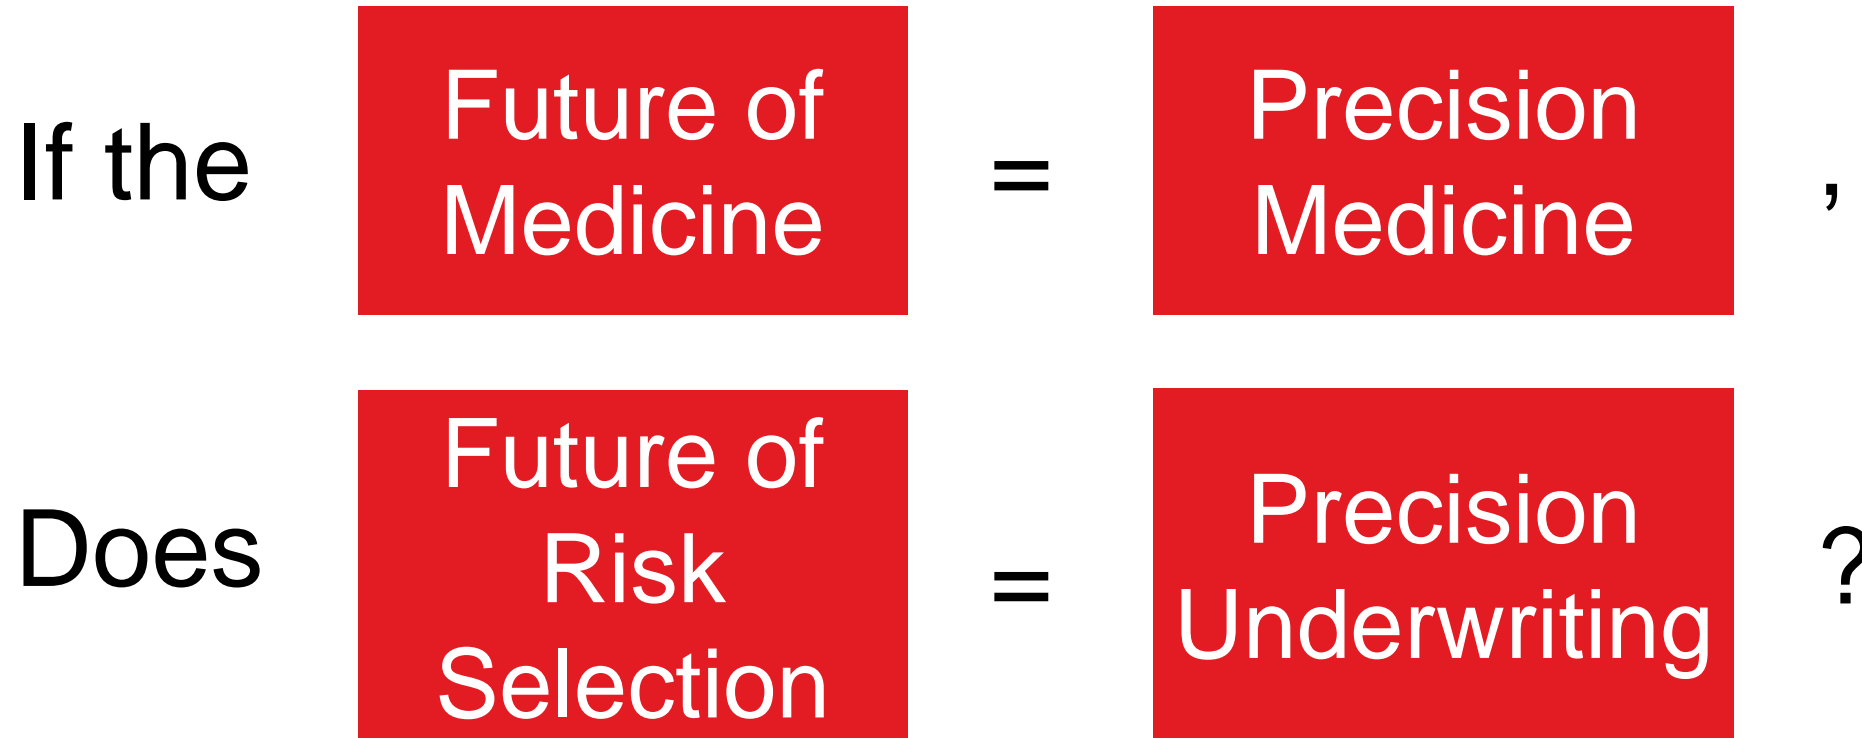 If the
Future of
Medicine
=
Precision
Medicine
,
Does
Future of
Risk
Selection
=
Precision
Underwriting
?